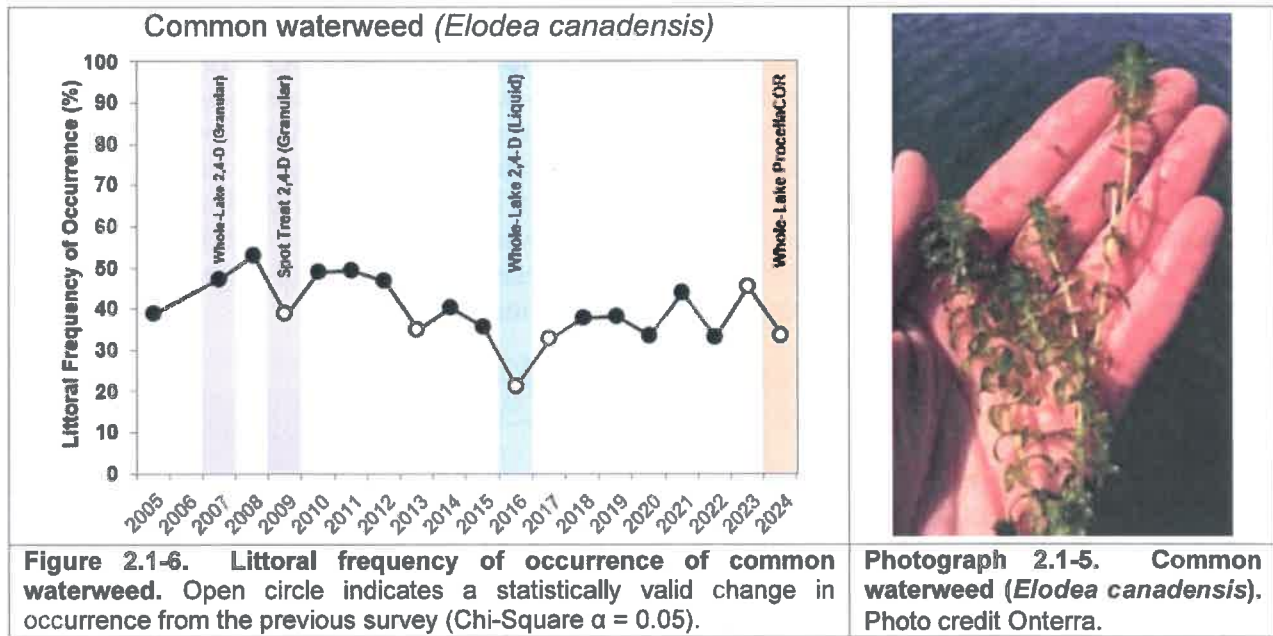 Common waterweed (Elodea canadensis)
Littoral Frequency of Occurrence (%)
100
90
80
70
60
50
40
30
20
10
0
Whole-Lake 2,4-D (Granular)
Spot Treat 2,4-D (Granular)
Whole-Lake 2,4-D (Liquid)
Whole-Lake ProcellaCOR
2005
2006
2007
2008
2009
2010
2011
2012
2013
2014
2015
2016
2017
2018
2019
2020
2021
2022
2023
2024
Figure 2.1-6. Littoral frequency of occurrence of common
waterweed. Open circle indicates a statistically valid change in
occurrence from the previous survey (Chi-Square α = 0.05).
Photograph 2.1-5. Common
waterweed (Elodea canadensis).
Photo credit Onterra.